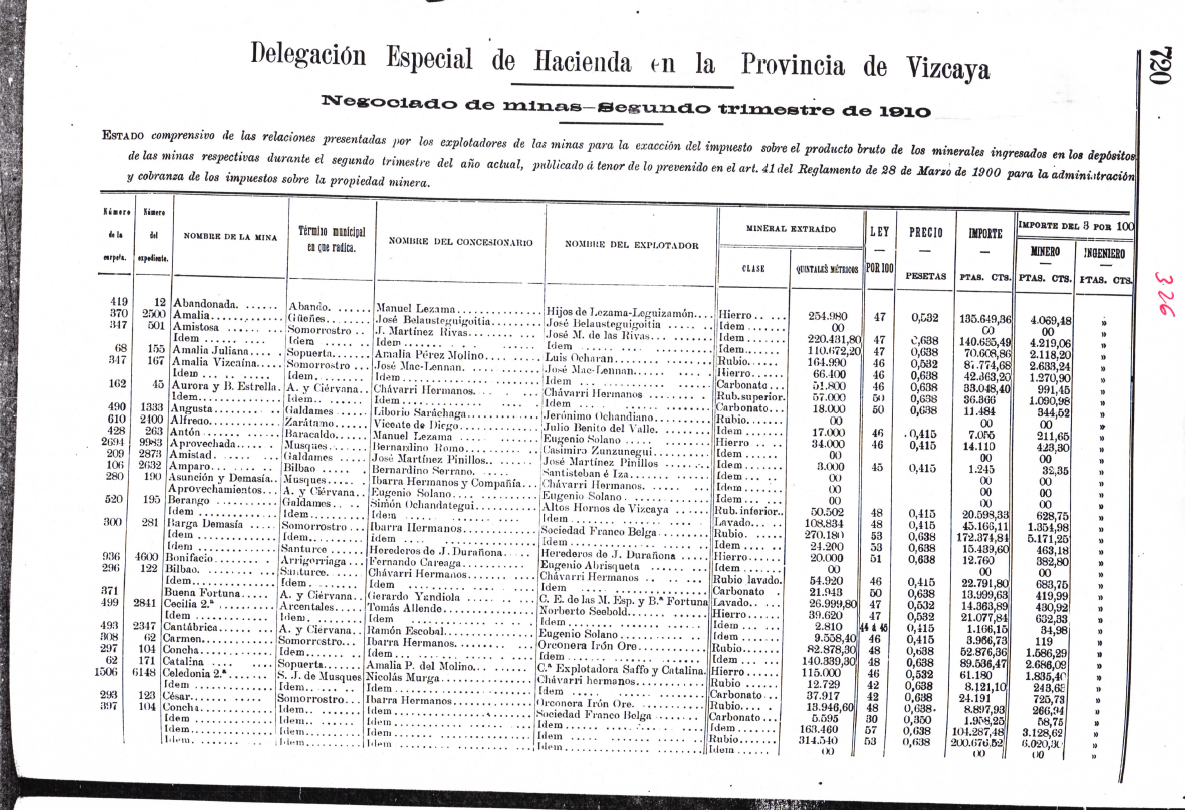 720
326
Delegación Especial de Hacienda en la Provincia de Vizcaya
Negociado de minas—Segundo trimestre de 1910
ESTADO comprensivo de las relaciones presentadas por los explotadores de las minas para la exacción del impuesto sobre el producto bruto de los minerales ingresados en los depósitos
de las minas respectivas durante el segundo trimestre del año actual, publicado á tenor de lo prevenido en el art. 41 del Reglamento de 28 de Marzo de 1900 para la administración
y cobranza de los impuestos sobre la propiedad minera.
Número de la carpeta. Número del expediente. NOMBRE DE LA MINA Término municipal en que radica. NOMBRE DEL CONCESIONARIO NOMBRE DEL EXPLOTADOR MINERAL EXTRAÍDO CLASE QUINTALES MÉTRICOS LEY — POR 100 PRECIO — PESETAS IMPORTE — PTAS. CTS. IMPORTE DEL 3 POR 100 MINERO — PTAS. CTS. INGENIERO — PTAS. CTS.
419 12 Abandonada. Abando. Manuel Lezama Hijos de Lezama-Leguizamón Hierro 254.980 47 0,532 135.649,36 4.069,48 »
370 2500 Amalia Güeñes José Belausteguigoitia José Belausteguigoitia Idem 00 00 00 »
347 501 Amistosa Somorrostro J. Martínez Rivas José M. de las Rivas Idem 220.431,80 47 0,638 140.635,49 4.219,06 »
Idem Idem Idem Idem Idem 110.672,20 47 0,638 70.608,86 2.118,20 »
68 155 Amalia Juliana Sopuerta Amalia Pérez Molino Luis Ocharan Rubio 164.990 46 0,532 87.774,68 2.633,24 »
347 167 Amalia Vizcaína Somorrostro José Mac-Lennan José Mac-Lennan Hierro 66.400 46 0,638 42.363,20 1.270,90 »
Idem Idem Idem Idem Carbonato 51.800 46 0,638 33.048,40 991,45 »
162 45 Aurora y B. Estrella. A. y Ciérvana Chávarri Hermanos Chávarri Hermanos Rub.superior. 57.000 50 0,638 36.366 1.090,98 »
Idem Idem Idem Idem Carbonato 18.000 50 0,638 11.484 344,52 »
490 1333 Augusta Galdames Liborio Saráchaga Jerónimo Ochandiano Rubio 00 00 00 »
610 2400 Alfredo Zarátamo Vicente de Diego Julio Benito del Valle. Idem 17.000 46 0,415 7.055 211,65 »
428 263 Antón Baracaldo Manuel Lezama Eugenio Solano Hierro 34.000 46 0,415 14.110 423,30 »
2694 9983 Aprovechada Musques Bernardino Romo Casimiro Zunzunegui Idem 00 00 00 »
209 2873 Amistad Galdames José Martínez Pinillos José Martínez Pinillos Idem 3.000 45 0,415 1.245 32,35 »
106 2632 Amparo Bilbao Bernardino Serrano. Santisteban é Iza Idem 00 00 00 »
280 190 Asunción y Demasía Musques Ibarra Hermanos y Compañía Chávarri Hermanos. Idem 00 00 00 »
Aprovechamientos A. y Ciérvana Eugenio Solano Eugenio Solano Idem 00 00 00 »
520 195 Berango Galdames Simón Ochandategui Altos Hornos de Vizcaya Rub. inferior 50.502 48 0,415 20.598,33 628,75 »
Idem Idem Idem Idem Lavado 108.834 48 0,415 45.166,11 1.354,98 »
300 281 Barga Demasía Somorrostro Ibarra Hermanos Sociedad Franco Belga Rubio 270.180 53 0,638 172.374,84 5.171,25 »
Idem Idem Idem Idem Idem 24.200 53 0,638 15.439,60 463,18 »
Idem Santurce Herederos de J. Durañona Herederos de J. Durañona Hierro 20.000 51 0,638 12.760 382,80 »
936 4600 Bonifacio Arrigorriaga Fernando Careaga Eugenio Abrisqueta Idem 00 00 00 »
296 122 Bilbao. Santurce. Chávarri Hermanos Chávarri Hermanos Rubio lavado. 54.920 46 0,415 22.791,80 683,75 »
Idem Idem Idem Idem Carbonato 21.943 50 0,638 13.999,63 419,99 »
371 Buena Fortuna A. y Ciérvana Gerardo Yandiola C. E. de las M. Esp. y B.ª Fortuna Lavado 26.999,80 47 0,532 14.363,89 430,92 »
499 2841 Cecilia 2.ª Arcentales Tomás Allende Norberto Seebold Hierro 39.620 47 0,532 21.077,84 632,33 »
Idem Idem Idem Idem Idem 2.810 44 á 45 0,415 1.166,15 34,98 »
493 2347 Cantábrica A. y Ciérvana Ramón Escobal Eugenio Solano Idem 9.558,40 46 0,415 3.966,73 119 »
308 62 Carmen Somorrostro Ibarra Hermanos Orconera Irón Ore Rubio 82.878,30 48 0,638 52.876,36 1.586,29 »
297 104 Concha Idem Idem Idem Idem 140.339,30 48 0,638 89.536,47 2.686,09 »
62 171 Catalina Sopuerta Amalia P. del Molino C.ª Explotadora Saffo y Catalina. Hierro 115.000 46 0,532 61.180 1.835,40 »
1506 6148 Celedonia 2.ª S. J. de Musques Nicolás Murga Chávarri hermanos Rubio 12.729 42 0,638 8.121,10 243,62 »
Idem Idem Idem Idem Carbonato 37.917 42 0,638 24.191 725,73 »
293 123 César Somorrostro Ibarra Hermanos Orconera Irón Ore. Rubio 13.946,60 48 0,638 8.897,93 266,94 »
397 104 Concha Idem Idem Sociedad Franco Belga Carbonato 5.595 30 0,350 1.958,25 58,75 »
Idem Idem Idem Idem Idem 163.460 57 0,638 104.287,48 3.128,62 »
Idem Idem Idem Idem Rubio 314.540 53 0,638 200.676,52 6.020,30 »
Idem Idem Idem Idem Idem 00 00 00 »